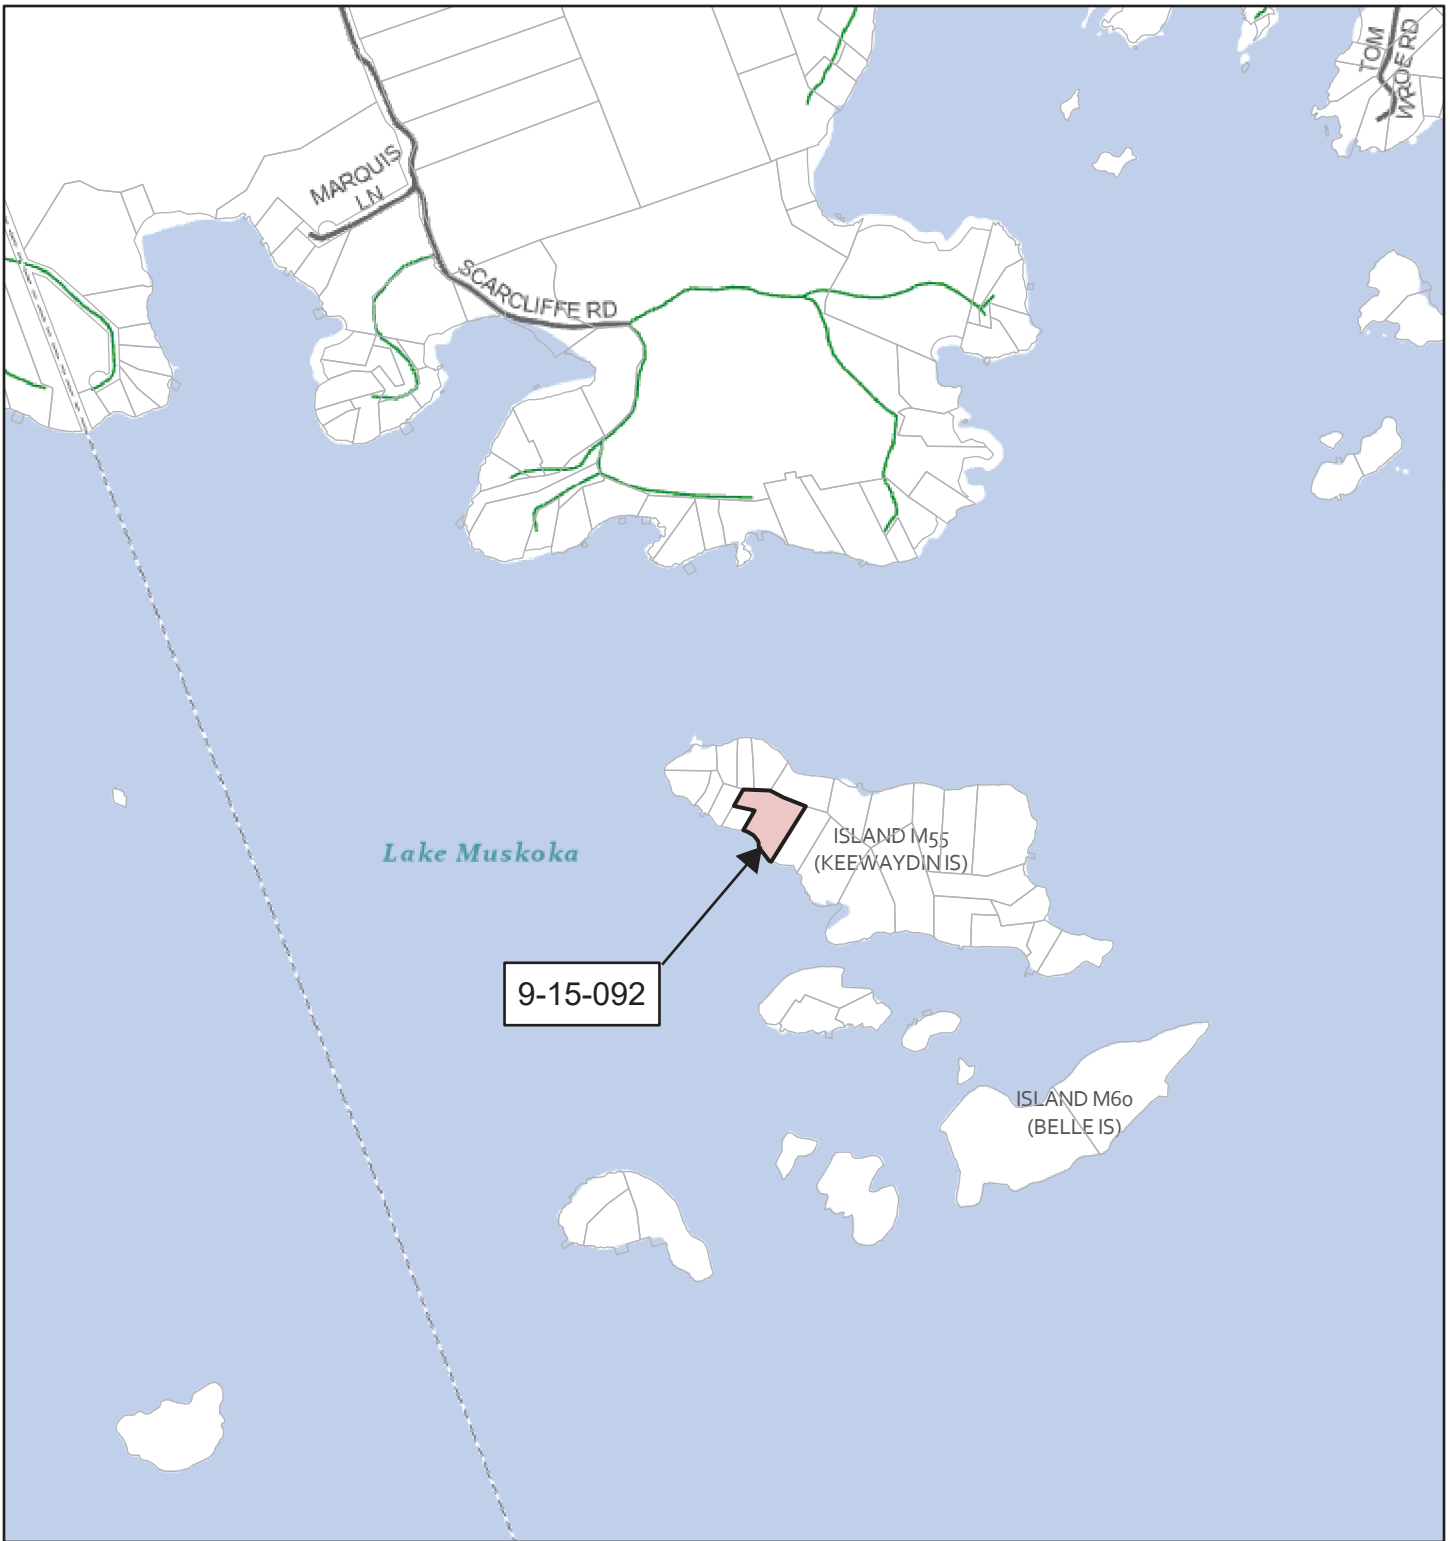 TOM
WROE RD
MARQUIS
LN
SCARCLIFFE RD
ISLAND M55
(KEEWAYDIN IS)
Lake Muskoka
9-15-092
ISLAND M60
(BELLE IS)